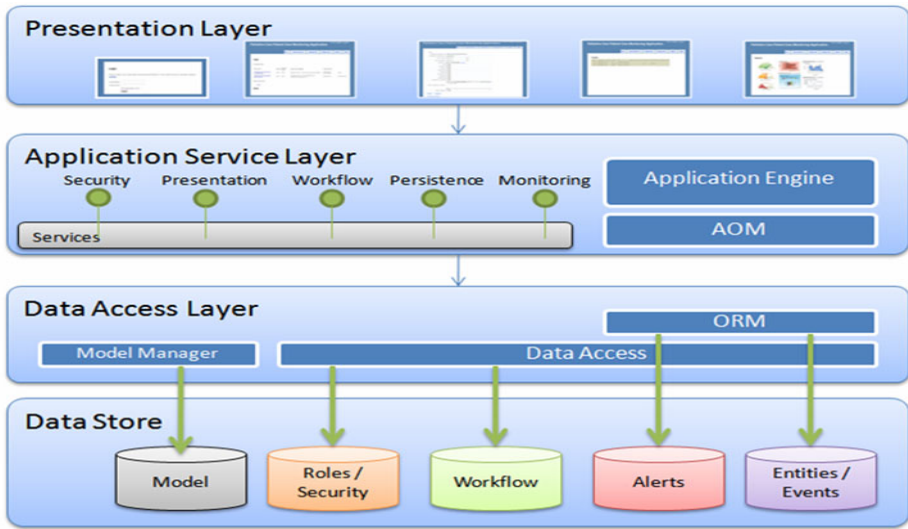 Presentation Layer
Application Service Layer
Security
Presentation
Workflow
Persistence
Monitoring
Services
Application Engine
AOM
Data Access Layer
ORM
Model Manager
Data Access
Data Store
Model
Roles /
Security
Workflow
Alerts
Entities /
Events